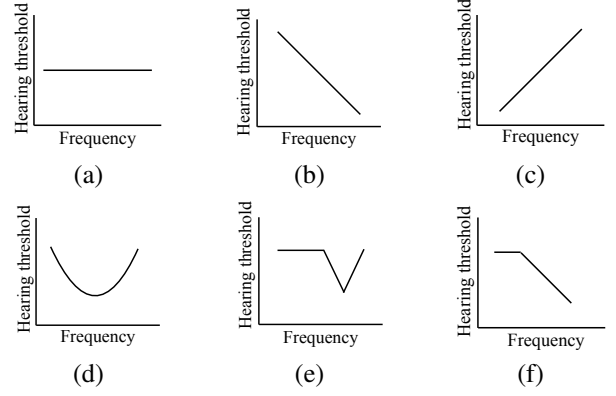 Hearing threshold
Frequency
(a)
Hearing threshold
Frequency
(b)
Hearing threshold
Frequency
(c)
Hearing threshold
Frequency
(d)
Hearing threshold
Frequency
(e)
Hearing threshold
Frequency
(f)